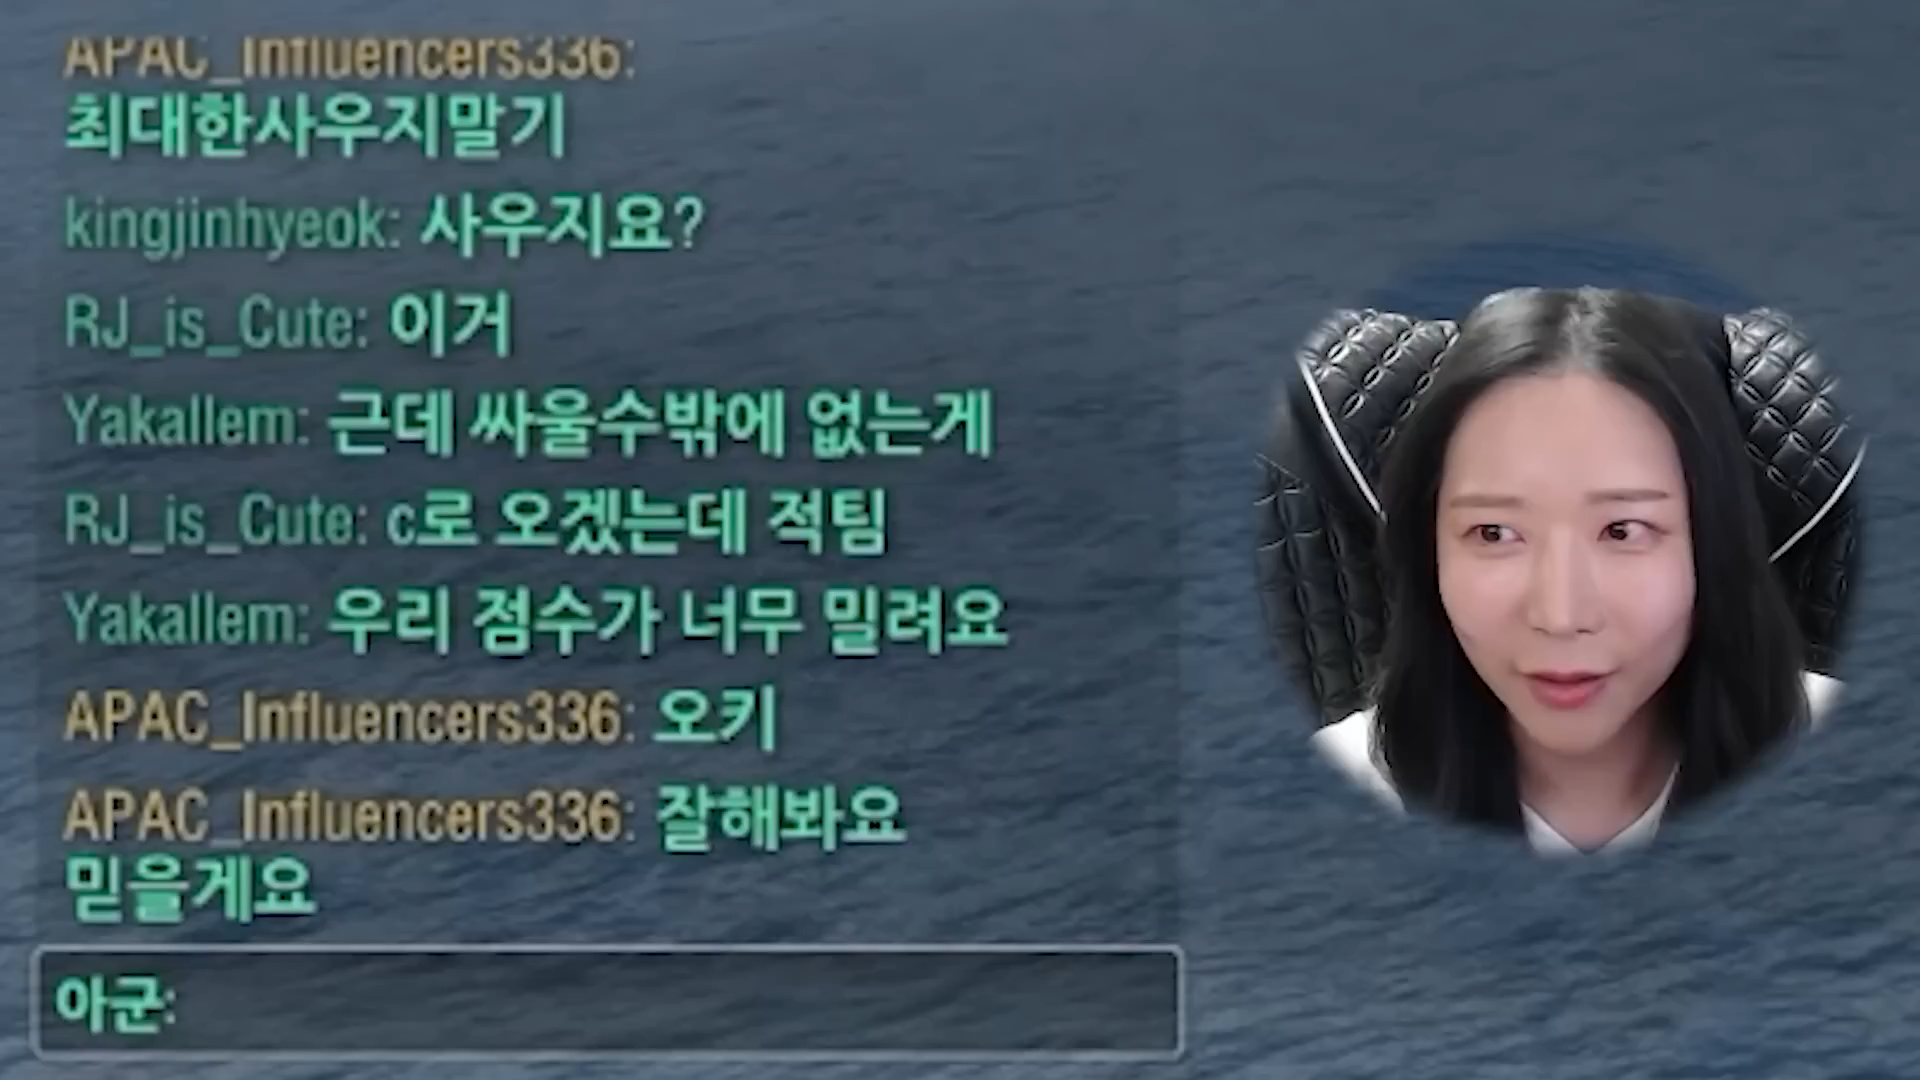 APAC_Influencers336:
최대한사우지말기
kingjinhyeok: 사우지요?
RJ_is_Cute: 이거
Yakallem: 근데 싸울수밖에 없는게
RJ_is_Cute: c로 오겠는데 적팀
Yakallem: 우리 점수가 너무 밀려요
APAC_Influencers336: 오키
APAC_Influencers336: 잘해봐요
믿을게요
아군: